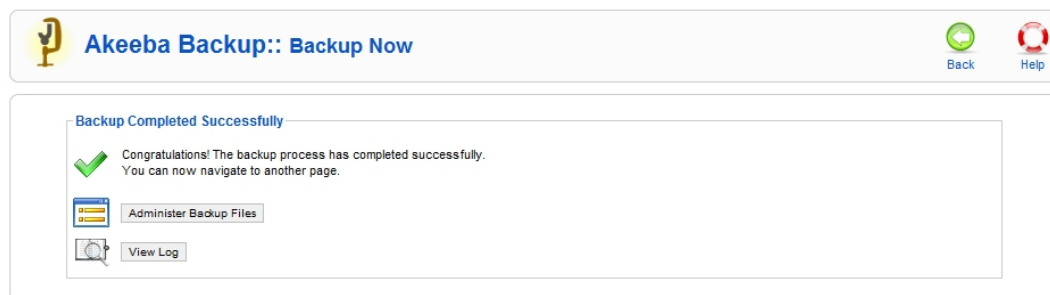 Akeeba Backup:: Backup Now
Back
Help
Backup Completed Successfully
Congratulations! The backup process has completed successfully.
You can now navigate to another page.
Administer Backup Files
View Log